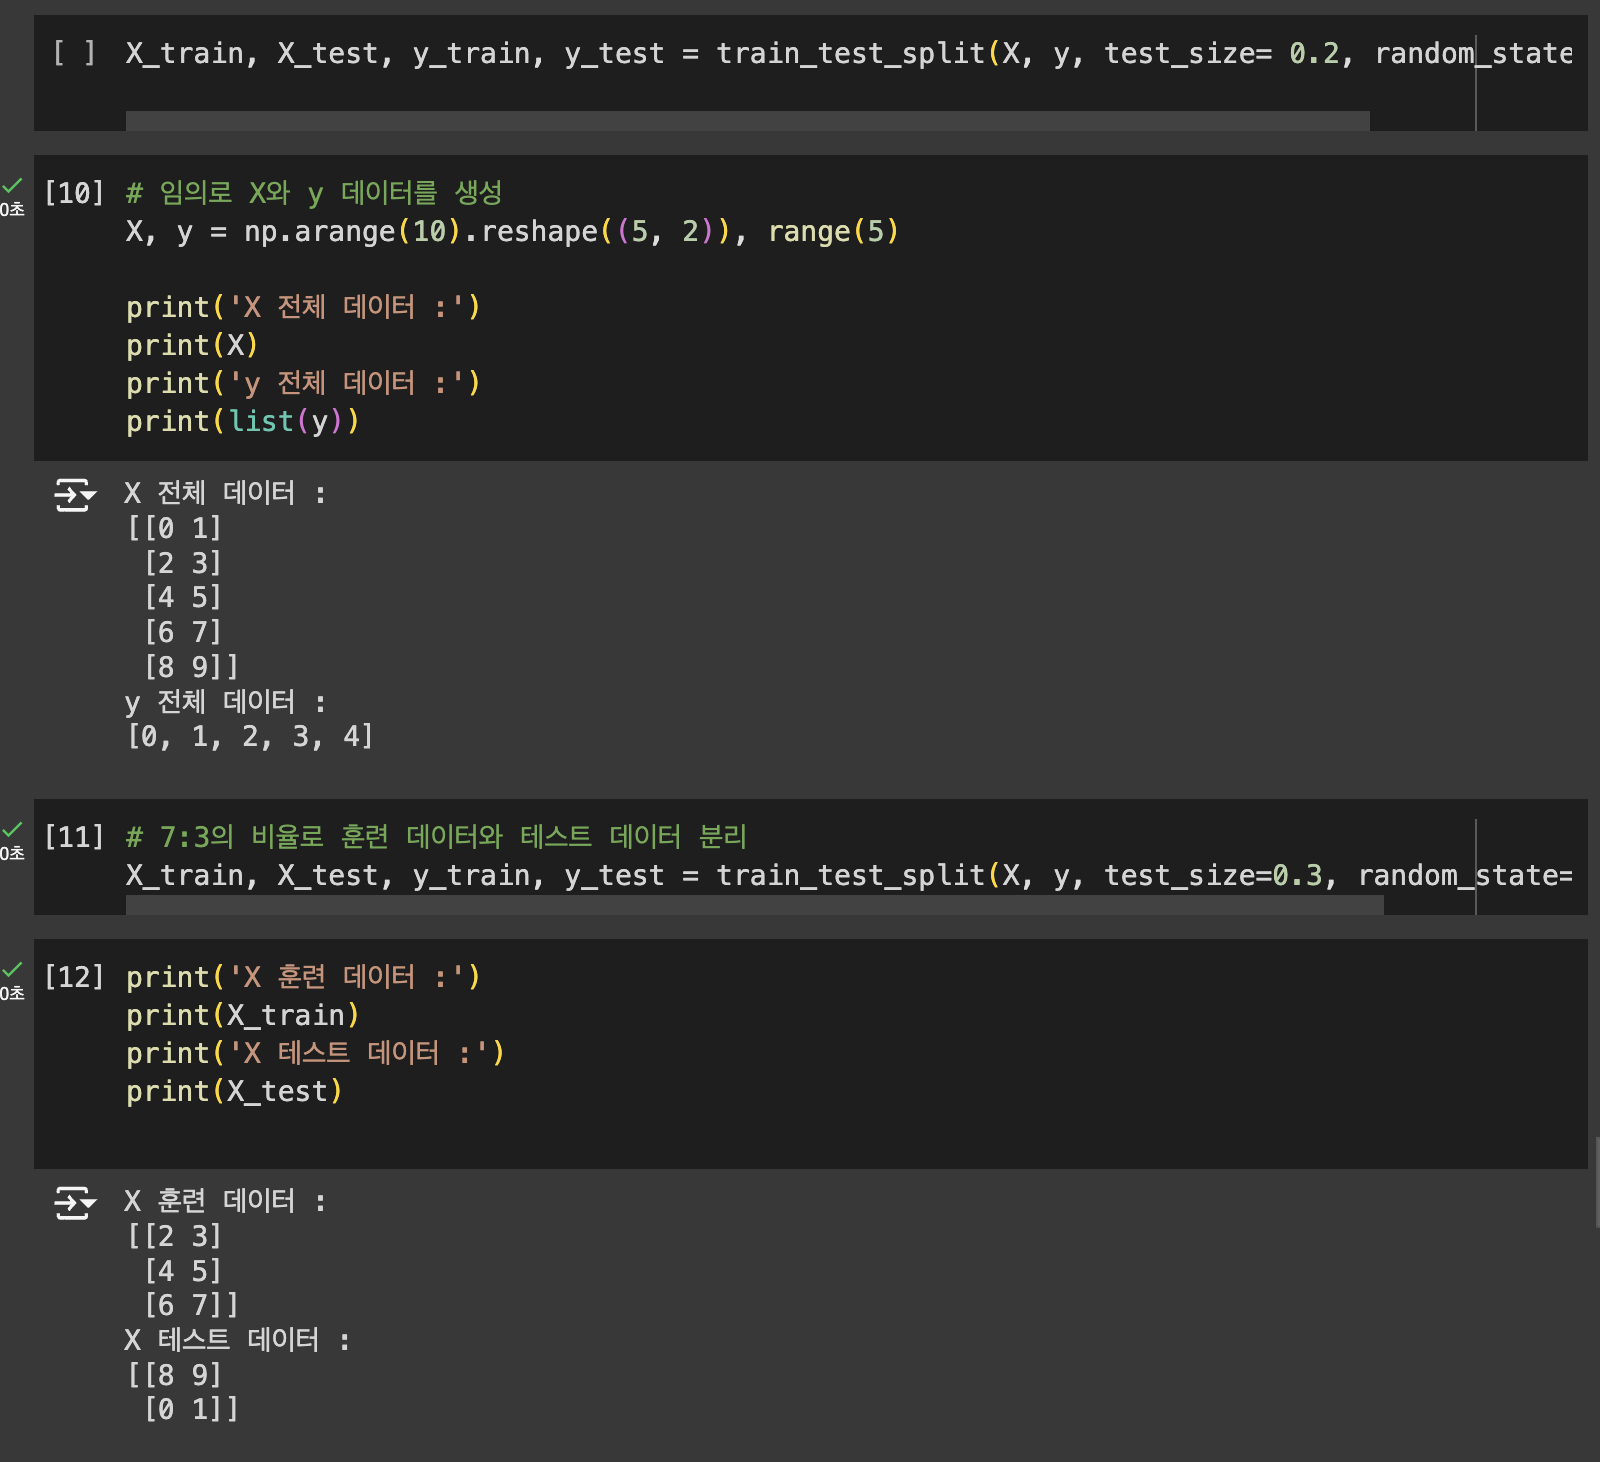 [ ] X_train, X_test, y_train, y_test = train_test_split(X, y, test_size= 0.2, random_state
0초
[10] # 임의로 X와 y 데이터를 생성
X, y = np.arange(10).reshape((5, 2)), range(5)
print('X 전체 데이터 :')
print(X)
print('y 전체 데이터 :')
print(list(y))
X 전체 데이터 :
[[0 1]
 [2 3]
 [4 5]
 [6 7]
 [8 9]]
y 전체 데이터 :
[0, 1, 2, 3, 4]
0초
[11] # 7:3의 비율로 훈련 데이터와 테스트 데이터 분리
X_train, X_test, y_train, y_test = train_test_split(X, y, test_size=0.3, random_state=
0초
[12] print('X 훈련 데이터 :')
print(X_train)
print('X 테스트 데이터 :')
print(X_test)
X 훈련 데이터 :
[[2 3]
 [4 5]
 [6 7]]
X 테스트 데이터 :
[[8 9]
 [0 1]]